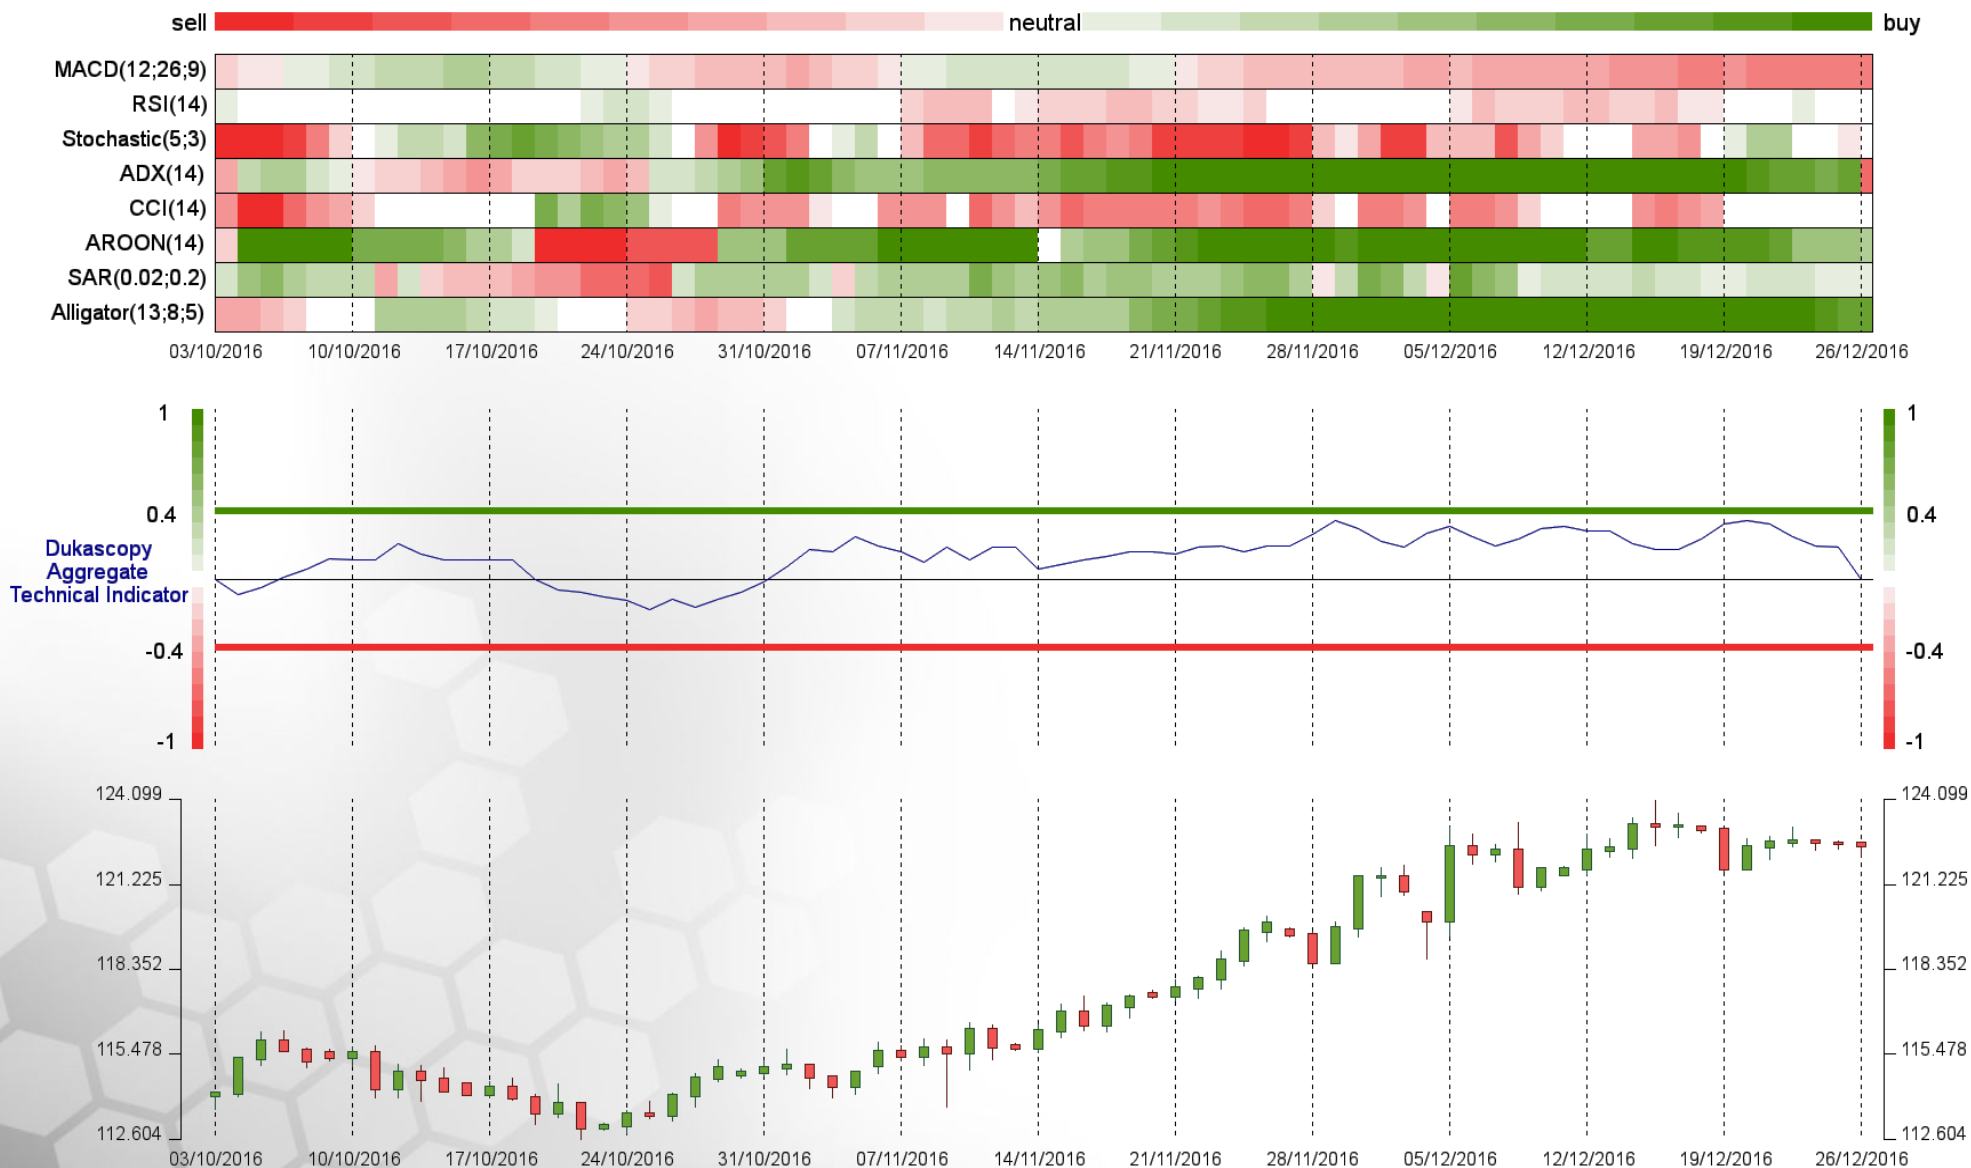 sell neutral buy
MACD(12;26;9)
RSI(14)
Stochastic(5;3)
ADX(14)
CCI(14)
AROON(14)
SAR(0.02;0.2)
Alligator(13;8;5)
03/10/2016 10/10/2016 17/10/2016 24/10/2016 31/10/2016 07/11/2016 14/11/2016 21/11/2016 28/11/2016 05/12/2016 12/12/2016 19/12/2016 26/12/2016
1 1
0.4 0.4
Dukascopy
Aggregate
Technical Indicator
-0.4 -0.4
-1 -1
124.099 124.099
121.225 121.225
118.352 118.352
115.478 115.478
112.604 112.604
03/10/2016 10/10/2016 17/10/2016 24/10/2016 31/10/2016 07/11/2016 14/11/2016 21/11/2016 28/11/2016 05/12/2016 12/12/2016 19/12/2016 26/12/2016